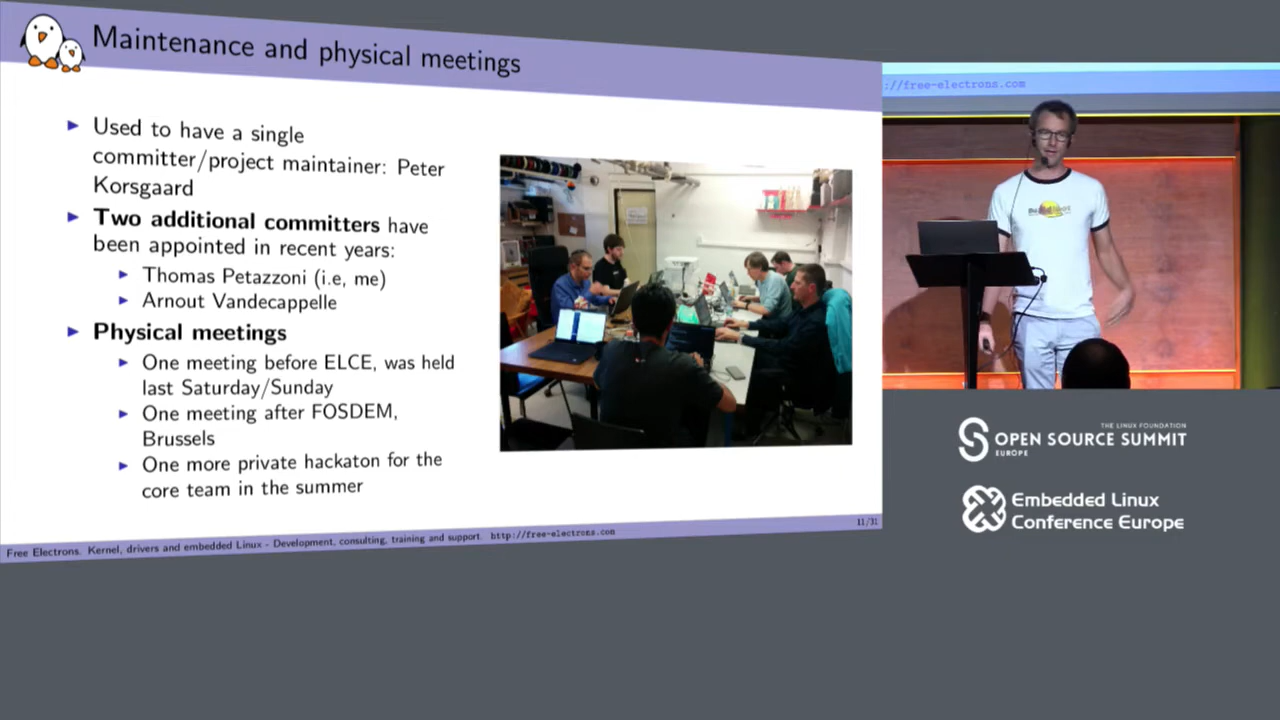 Maintenance and physical meetings
Used to have a single
committer/project maintainer: Peter
Korsgaard
Two additional committers have
been appointed in recent years:
Thomas Petazzoni (i.e, me)
Arnout Vandecappelle
Physical meetings
One meeting before ELCE, was held
last Saturday/Sunday
One meeting after FOSDEM,
Brussels
One more private hackaton for the
core team in the summer
11/31
Free Electrons. Kernel, drivers and embedded Linux - Development, consulting, training and support. http://free-electrons.com
://free-electrons.com
THE LINUX FOUNDATION
OPEN SOURCE SUMMIT
EUROPE
Embedded Linux
Conference Europe